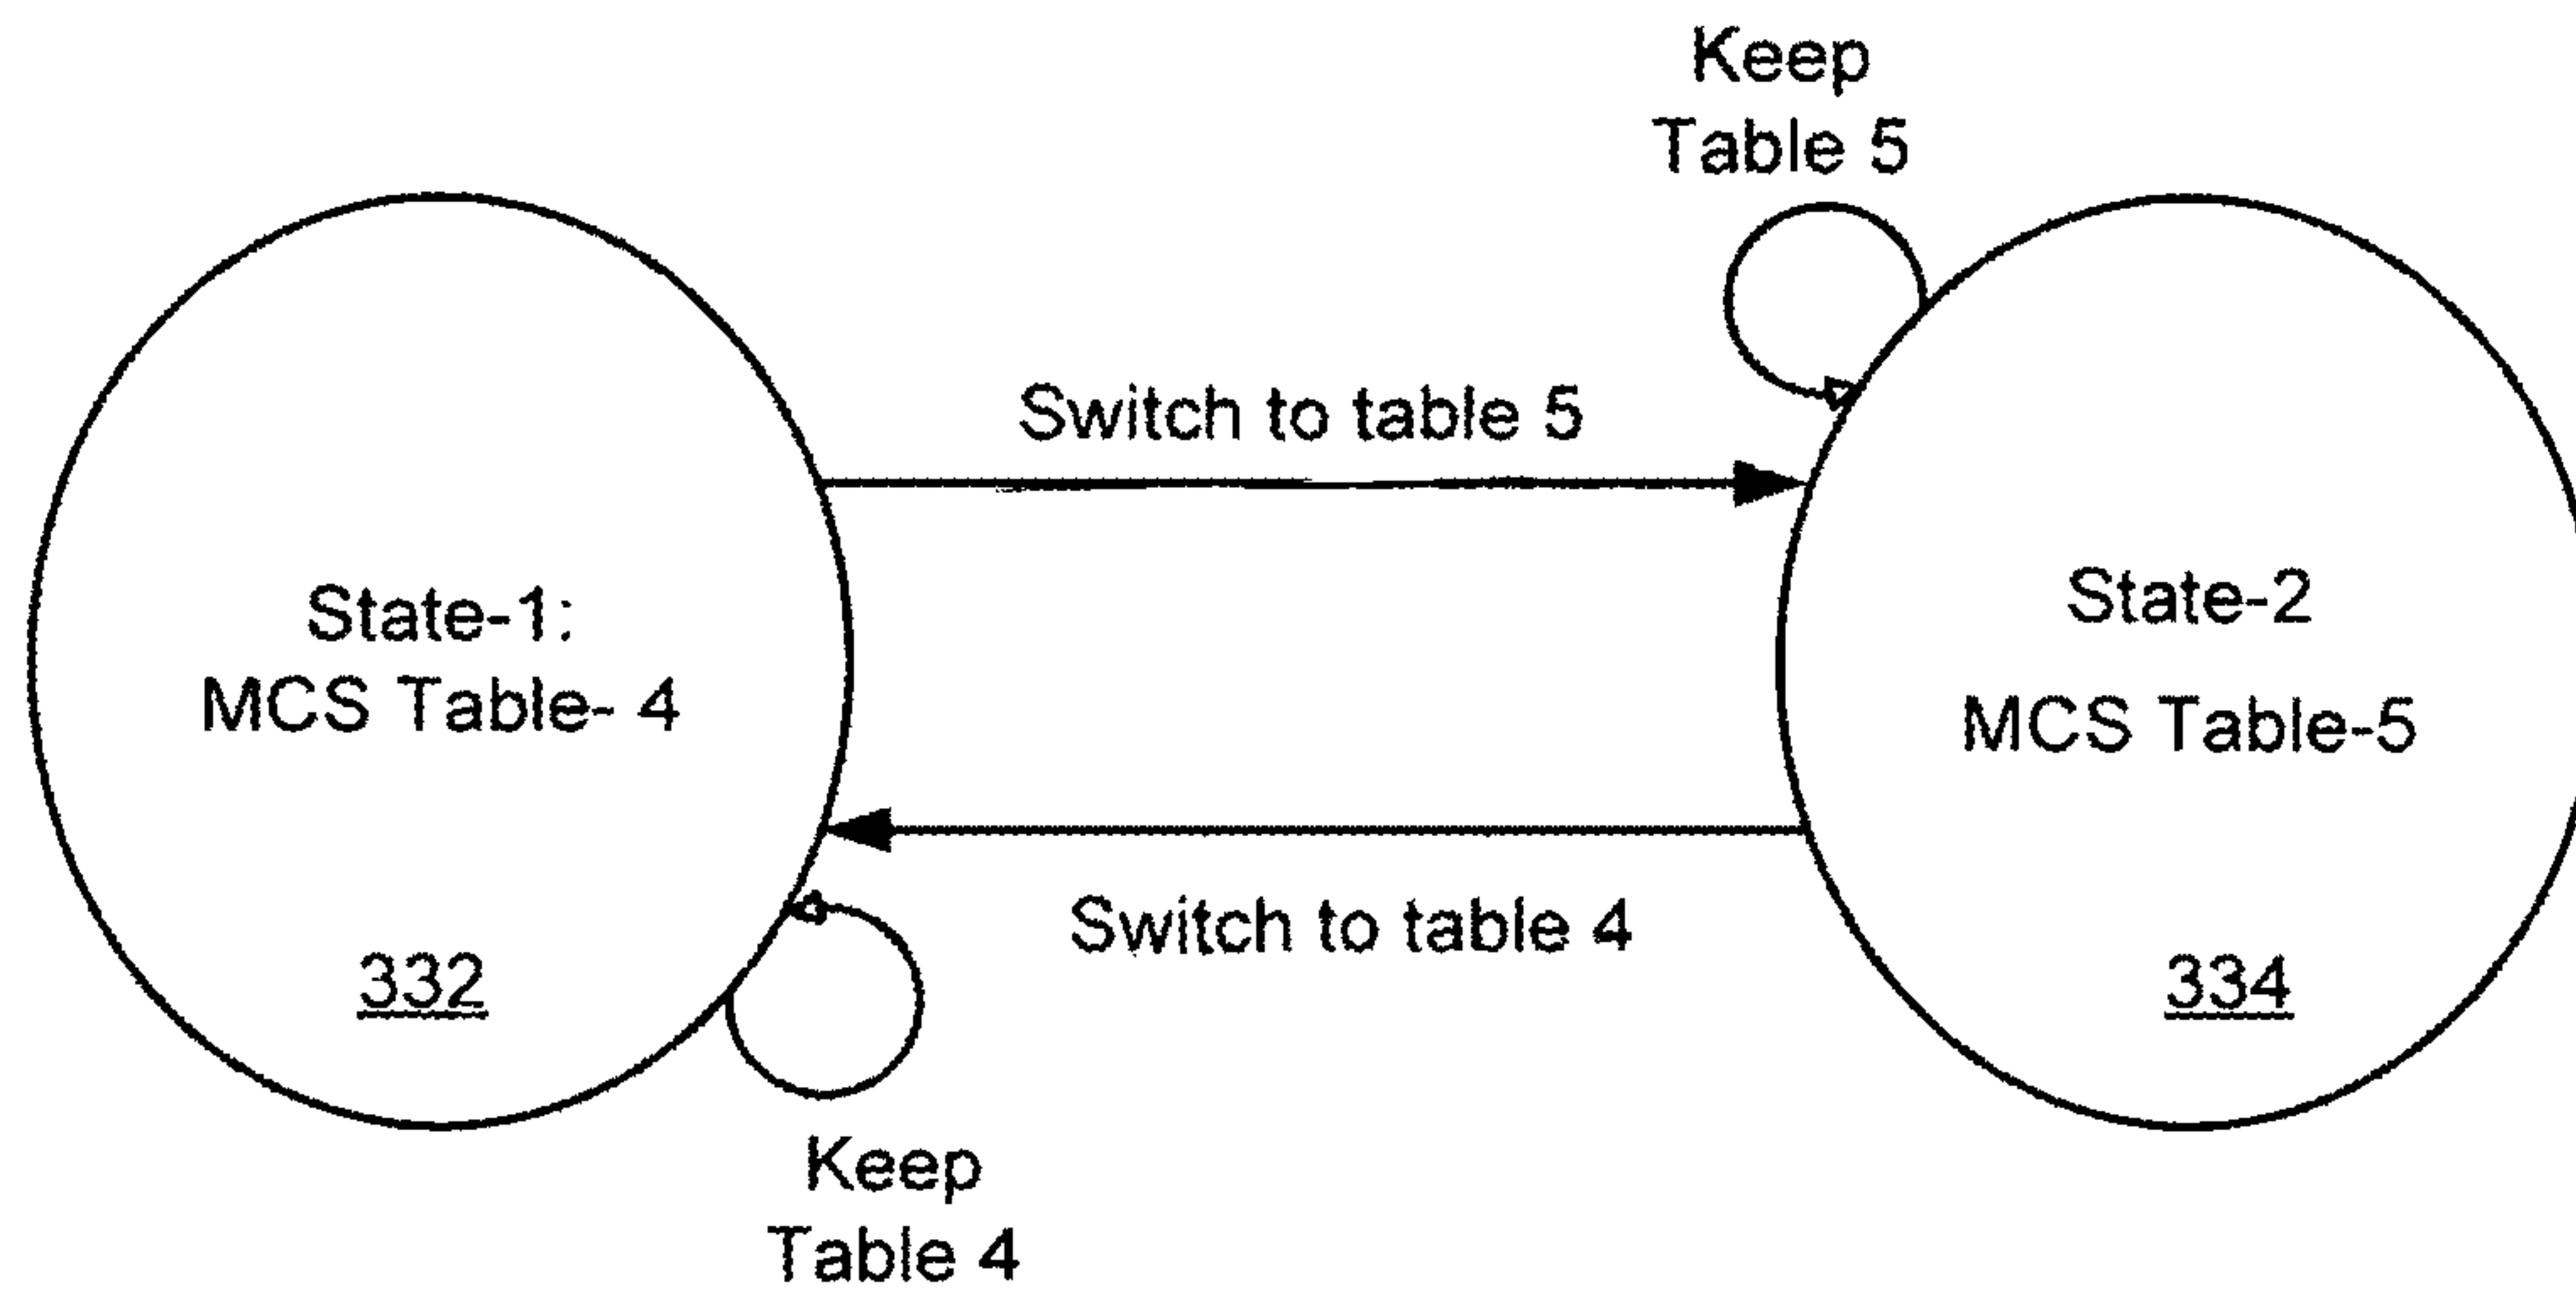 Keep
Table 5
Switch to table 5
State-1:
MCS Table- 4
State-2
MCS Table-5
Switch to table 4
332
334
Keep
Table 4